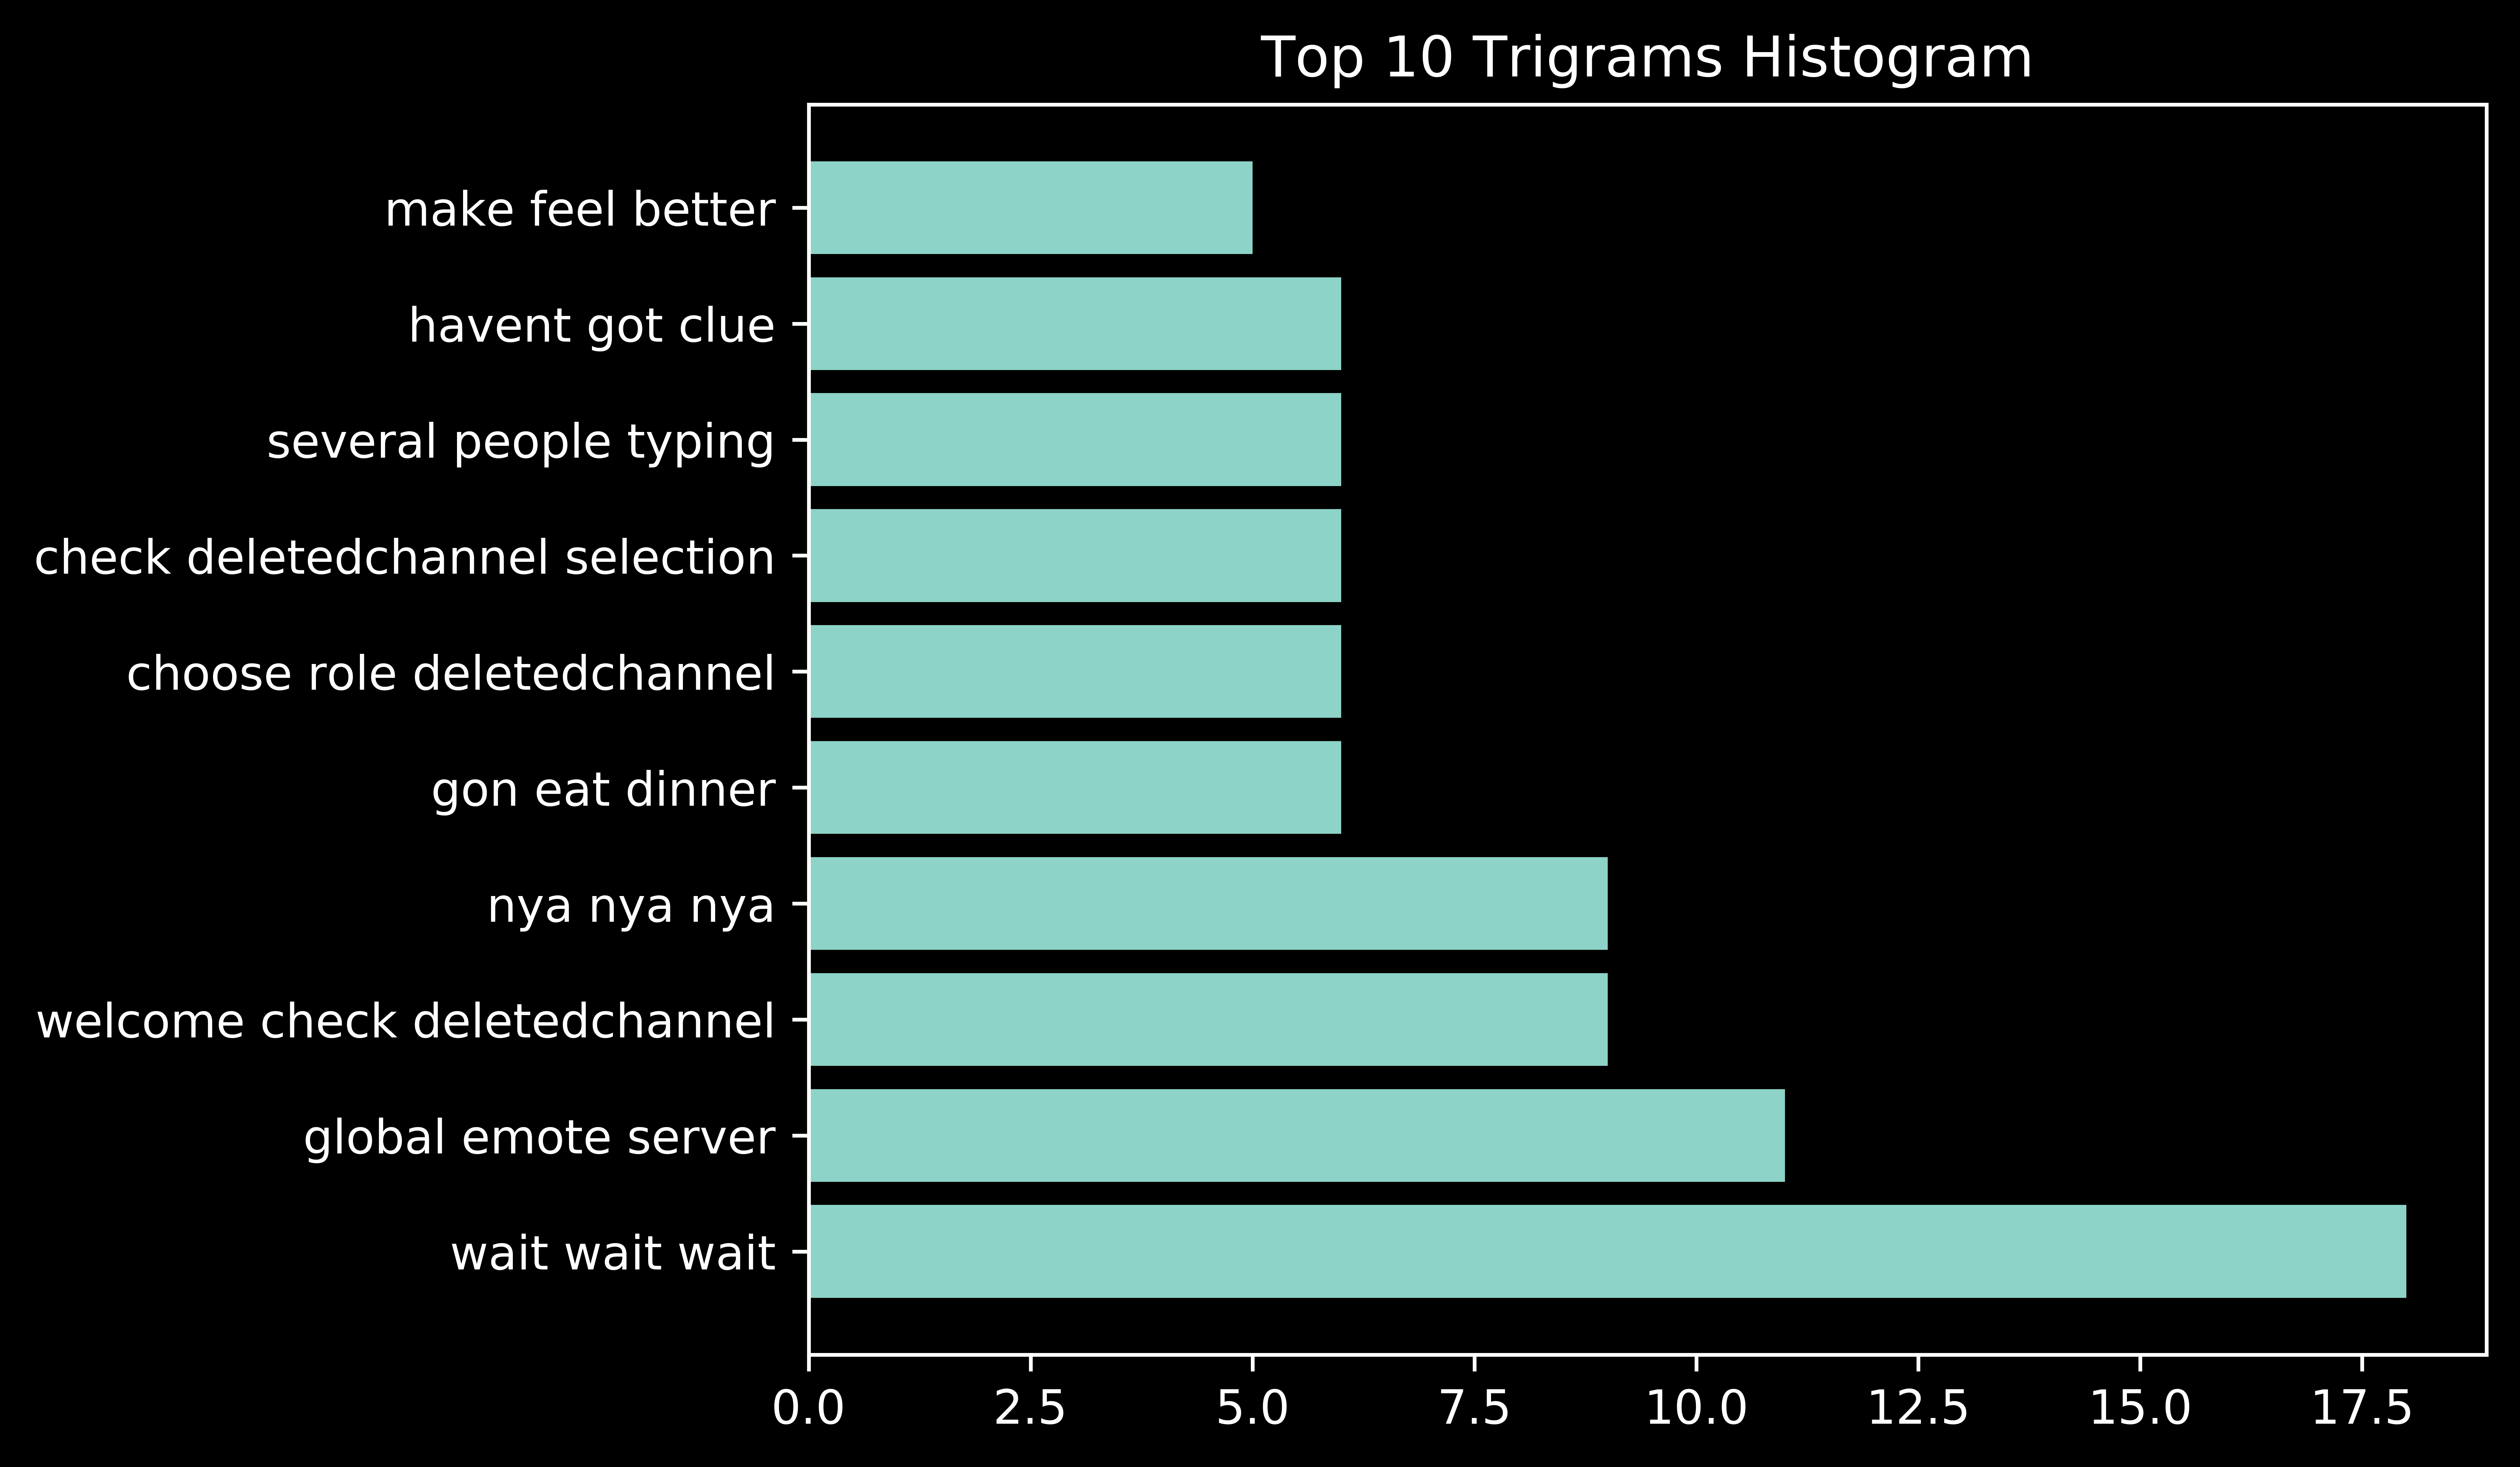 Top 10 Trigrams Histogram
make feel better
havent got clue
several people typing
check deletedchannel selection
choose role deletedchannel
gon eat dinner
nya nya nya
welcome check deletedchannel
global emote server
wait wait wait
0.0 2.5 5.0 7.5 10.0 12.5 15.0 17.5